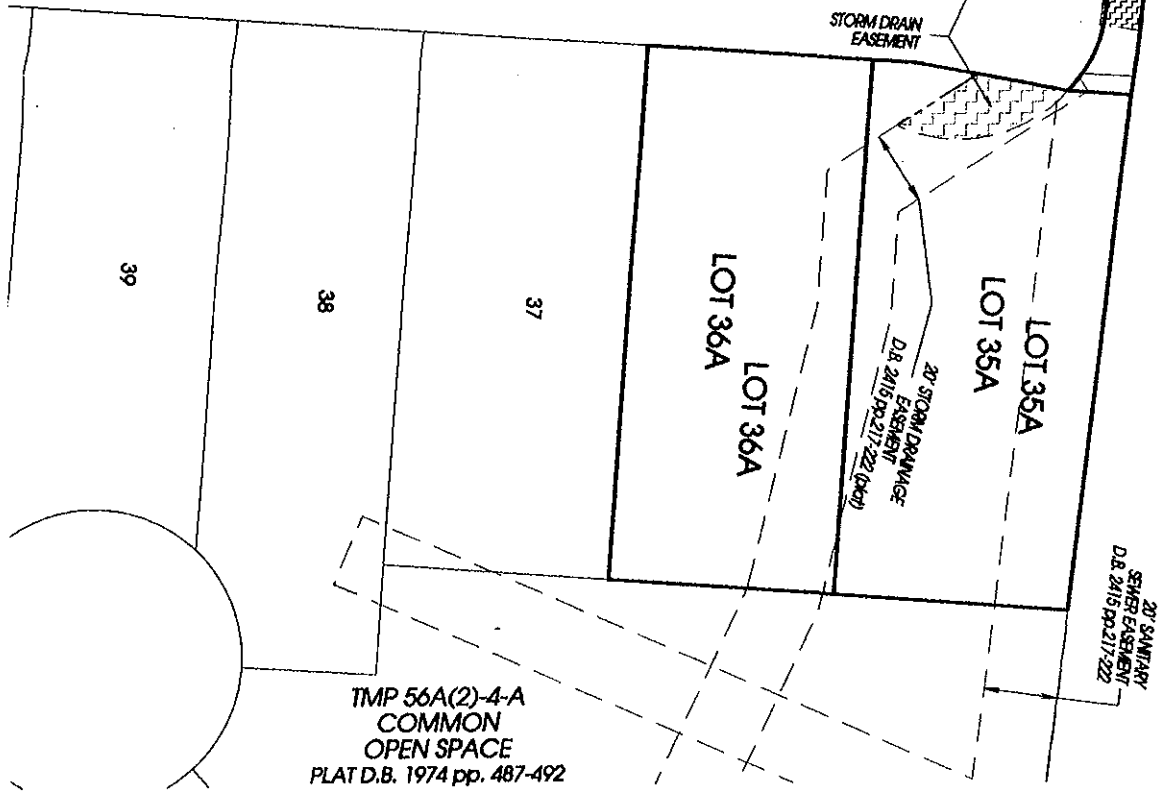 STORM DRAIN
EASEMENT
39
38
37
LOT 36A
LOT 36A
LOT 35A
LOT 35A
20' STORM DRAINAGE
EASEMENT
D.B. 2415 pp.217-222 (plat)
20' SANITARY
SEWER EASEMENT
D.B. 2415 pp.217-222
TMP 56A(2)-4-A
COMMON
OPEN SPACE
PLAT D.B. 1974 pp. 487-492